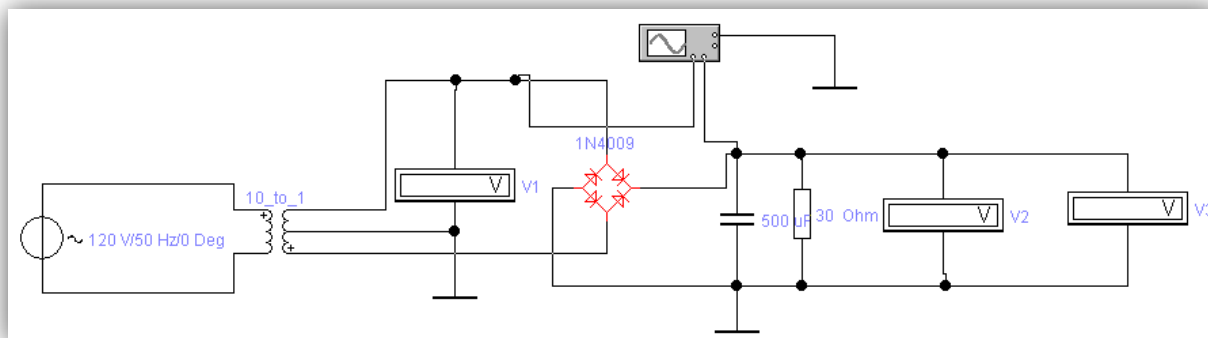 1N4009
V V1
10_to_1
120 V/50 Hz/0 Deg
500 uF
30 Ohm
V V2
V V3